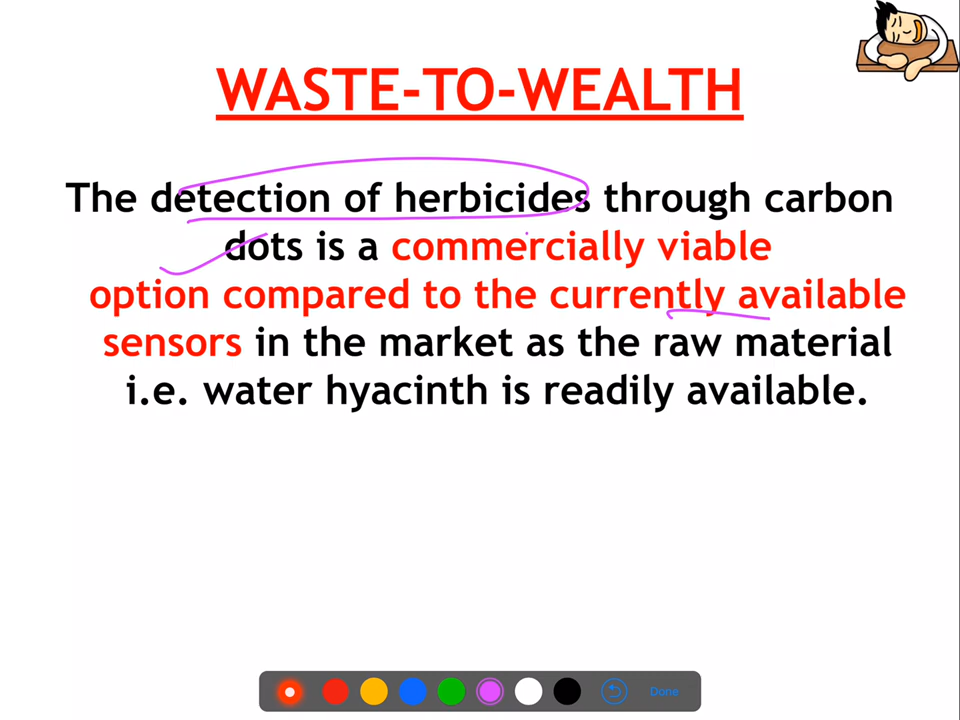 WASTE-TO-WEALTH
The detection of herbicides through carbon
dots is a commercially viable
option compared to the currently available
sensors in the market as the raw material
i.e. water hyacinth is readily available.
Done